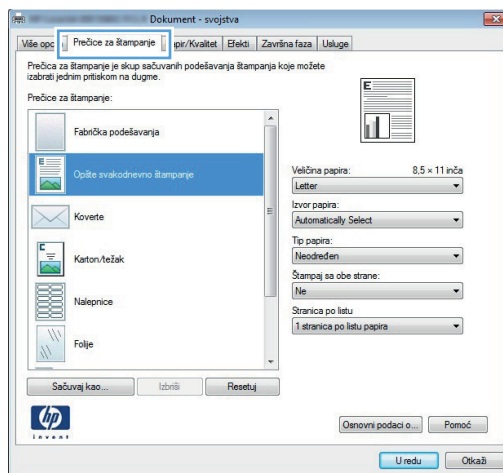 Dokument - svojstva
Više opc
Prečice za štampanje
pir/Kvalitet
Efekti
Završna faza
Usluge
Prečica za štampanje je skup sačuvanih podešavanja štampanja koje možete
izabrati jednim pritiskom na dugme.
Prečice za štampanje:
Fabrička podešavanja
Opšte svakodnevno štampanje
Koverte
Karton/težak
Nalepnice
Folije
E
Veličina papira: 8,5 × 11 inča
Letter
Izvor papira:
Automatically Select
Tip papira:
Neodređen
Štampaj sa obe strane:
Ne
Stranica po listu
1 stranica po listu papira
Sačuvaj kao...
Izbriši
Resetuj
hp
invent
Osnovni podaci o...
Pomoć
U redu
Otkaži